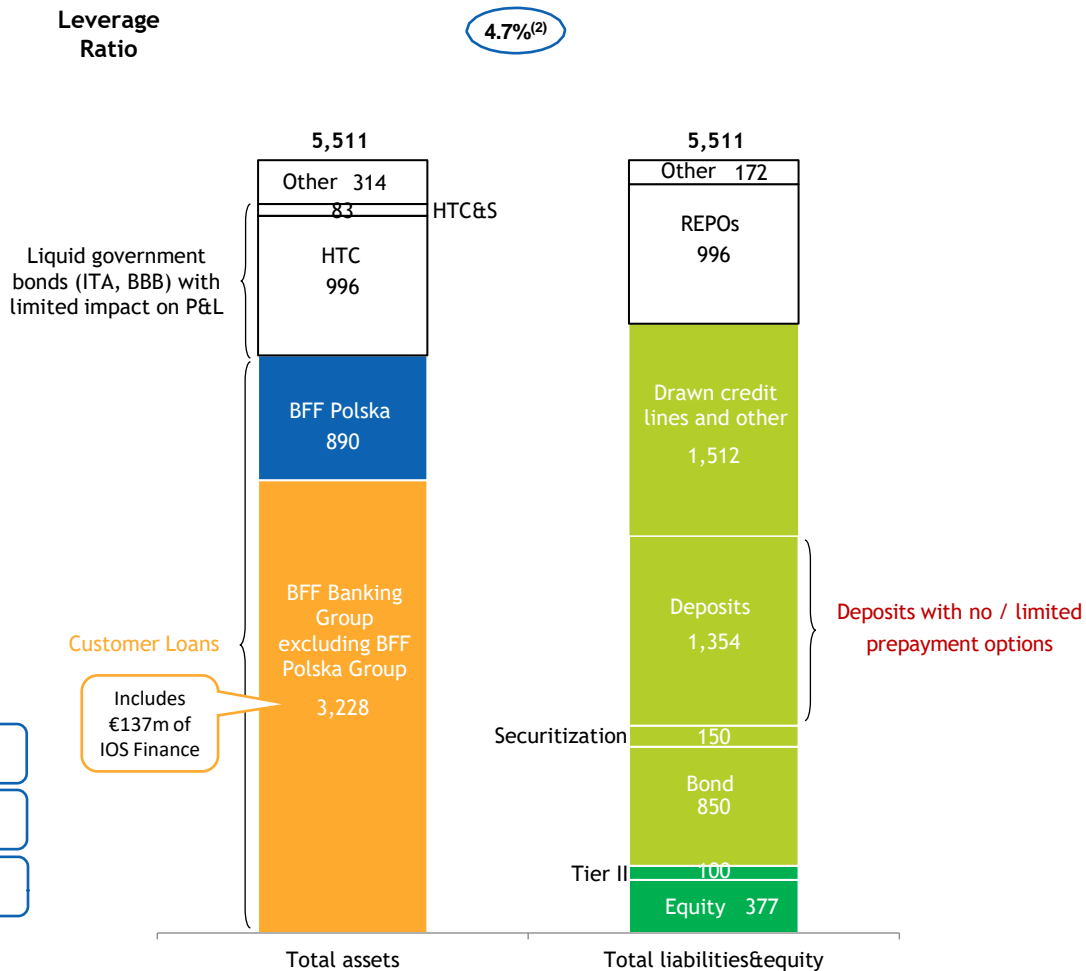 Leverage
Ratio
4.7%(2)
5,511
Other 314
83
HTC&S
HTC
996
Liquid government
bonds (ITA, BBB) with
limited impact on P&L
BFF Polska
890
BFF Banking
Group
excluding BFF
Polska Group
3,228
Customer Loans
Includes
€137m of
IOS Finance
5,511
Other 172
REPOs
996
Drawn credit
lines and other
1,512
Deposits
1,354
Deposits with no / limited
prepayment options
Securitization
150
Bond
850
Tier II
100
Equity 377
Total assets
Total liabilities&equity